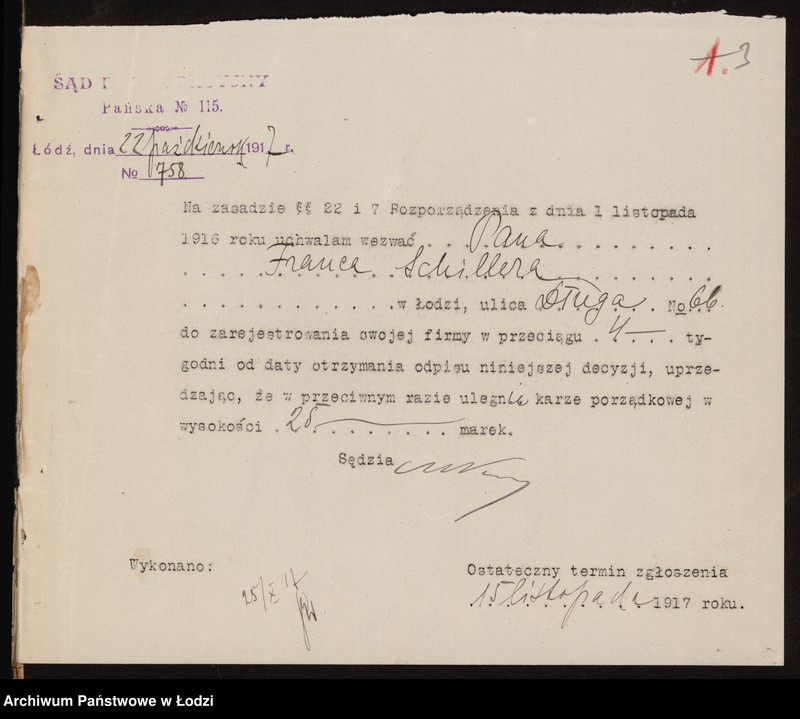 1. 3
SĄD
Pańska № 115.
Łódź, dnia 22 października 1917 r.
№ 758
Na zasadzie §§ 22 i 7 Rozporządzenia z dnia 1 listopada
1916 roku uchwalam wezwać . . Pana . . . . . . . . .
. . . . . Franca Schillera . . . . . . . .
. . . . . . . . . . . . . w Łodzi, ulica Długa . No 66.
do zarejestrowania swojej firmy w przeciągu . 4 — . . . ty-
godni od daty otrzymania odpisu niniejszej decyzji, uprze-
dzając, że w przeciwnym razie ulegnie karze porządkowej w
wysokości . 25 . . . . . . . . . marek.
Sędzia
Wykonano:
25/X 17
Ostateczny termin zgłoszenia
15 listopada 1917 roku.
Archiwum Państwowe w Łodzi